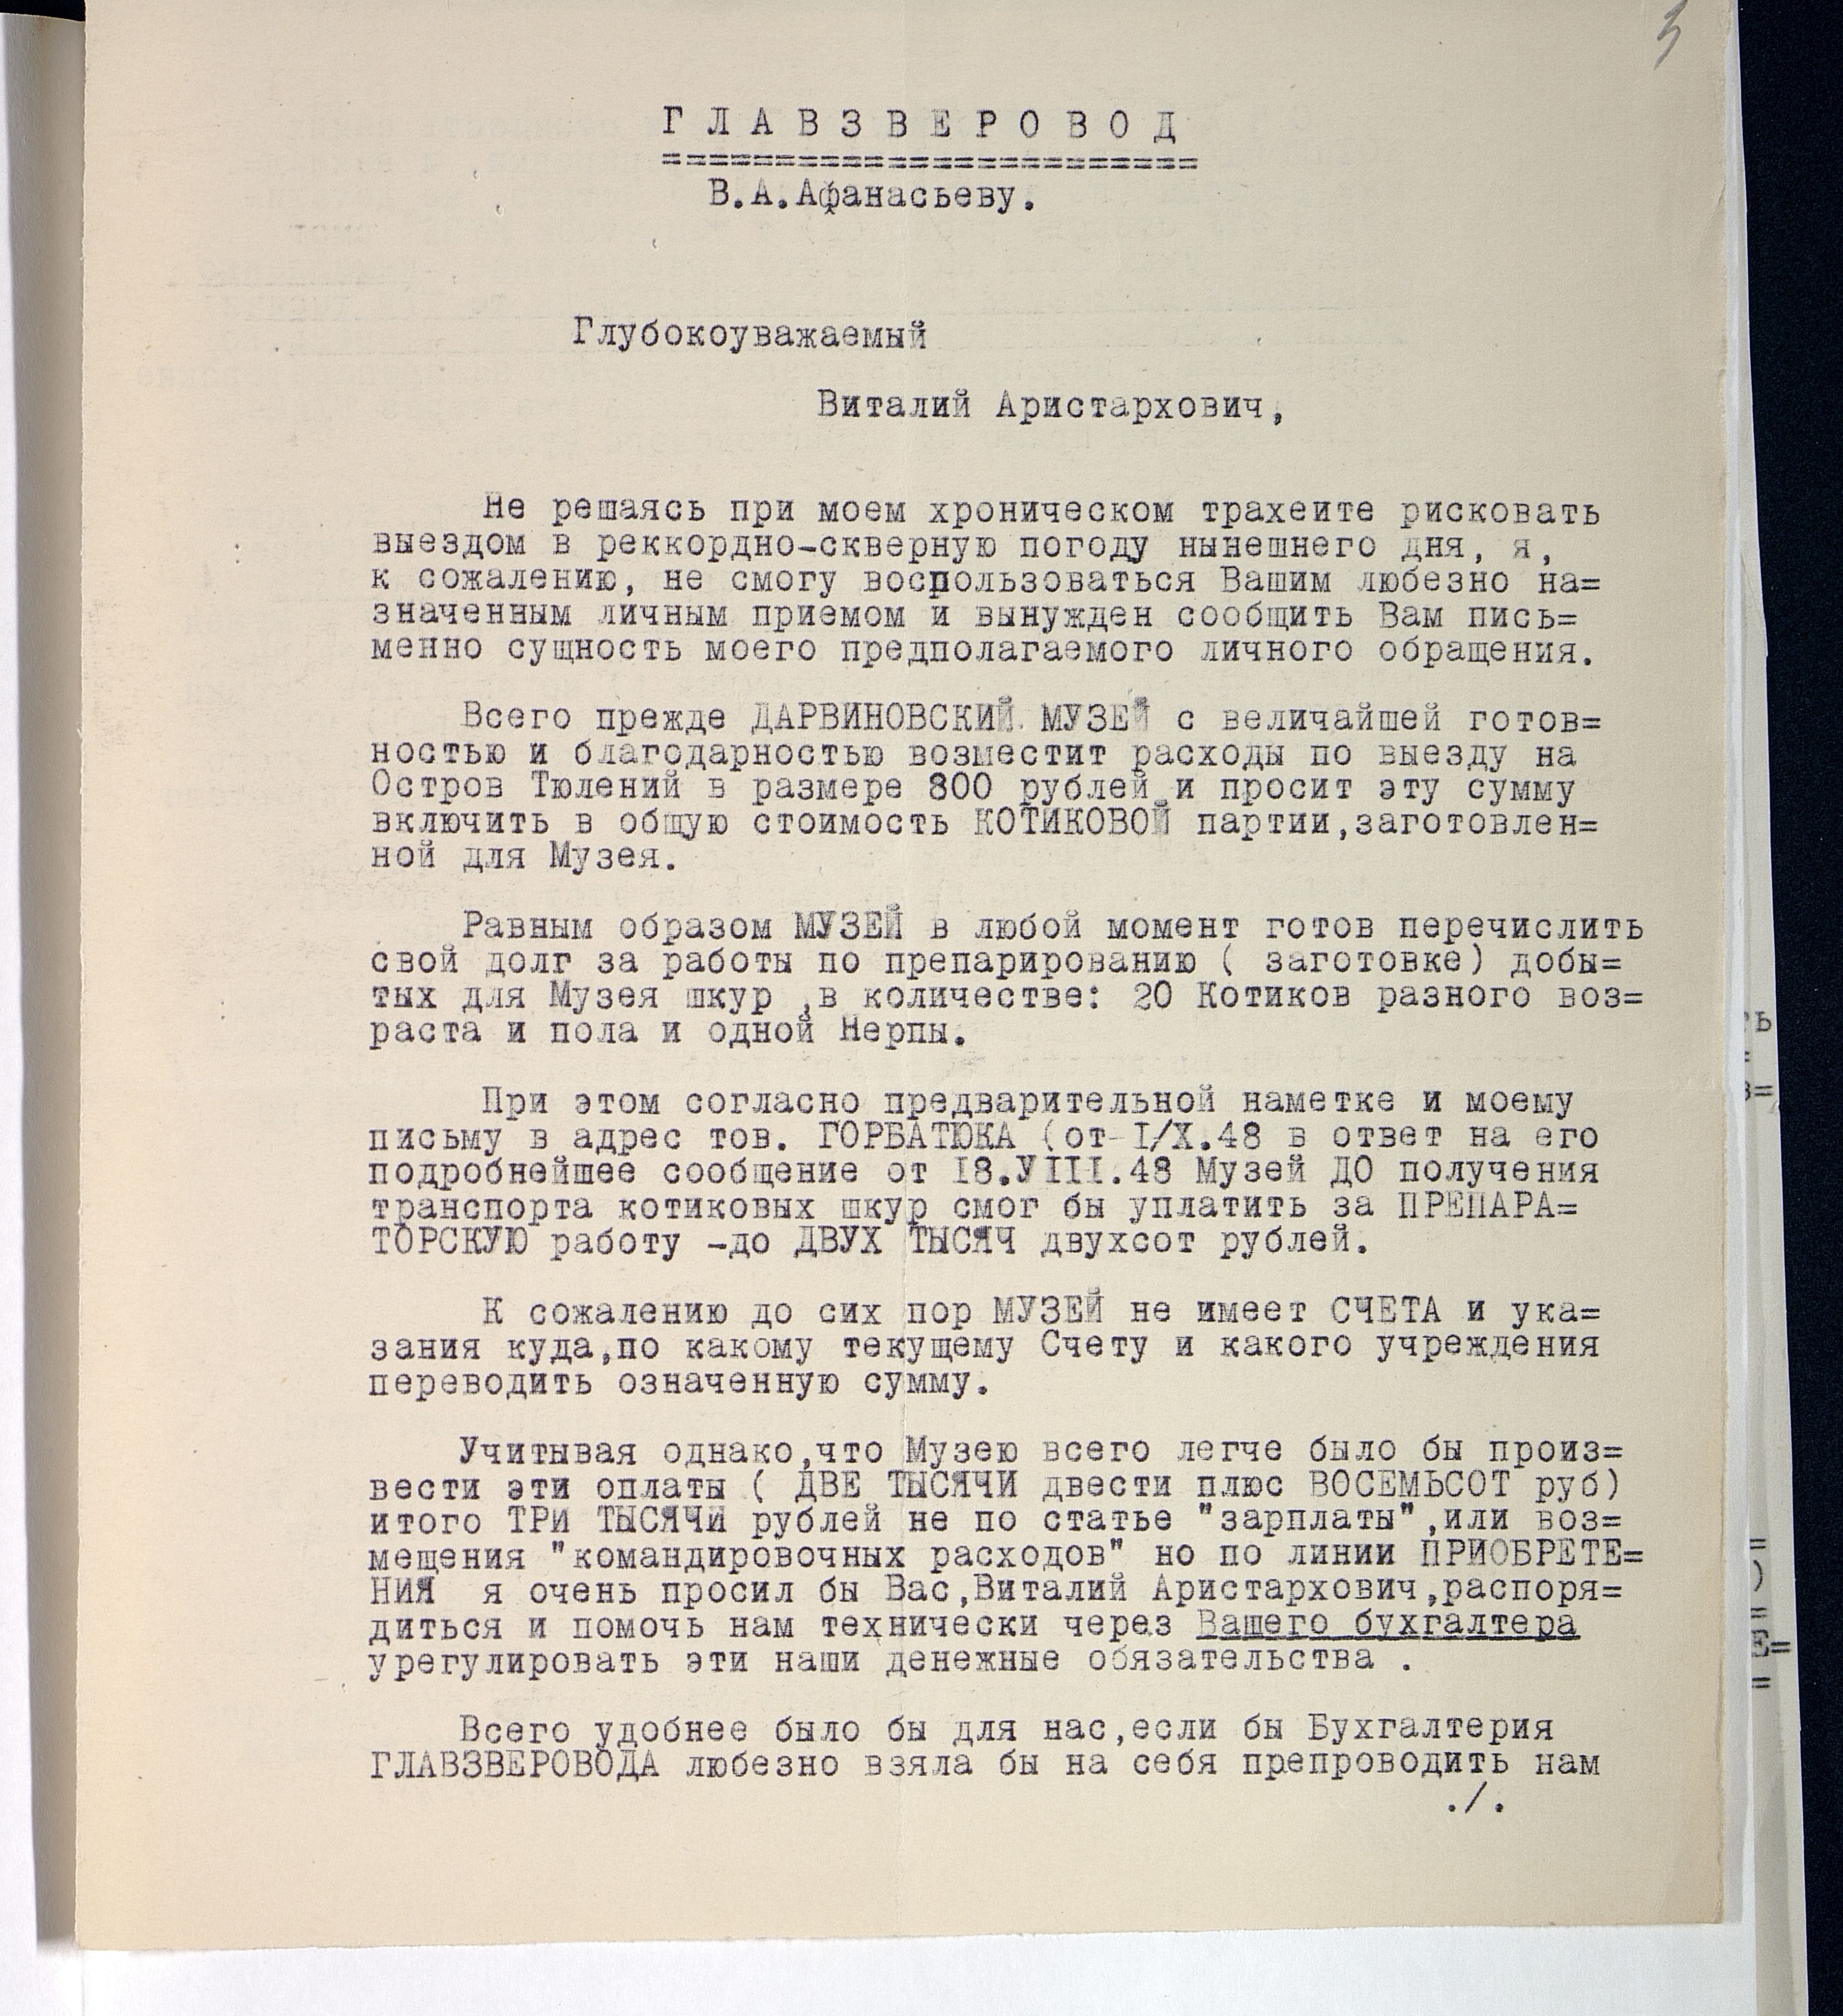 3
Г Л А В З В Е Р О В О Д
=======================
В.А.Афанасьеву.
Глубокоуважаемый
Виталий Аристархович,
Не решаясь при моем хроническом трахеите рисковать
выездом в реккордно-скверную погоду нынешнего дня, я,
к сожалению, не смогу воспользоваться Вашим любезно на=
значенным личным приемом и вынужден сообщить Вам пись=
менно сущность моего предполагаемого личного обращения.
Всего прежде ДАРВИНОВСКИЙ МУЗЕЙ с величайшей готов=
ностью и благодарностью возместит расходы по выезду на
Остров Тюлений в размере 800 рублей и просит эту сумму
включить в общую стоимость КОТИКОВОЙ партии,заготовлен=
ной для Музея.
Равным образом МУЗЕЙ в любой момент готов перечислить
свой долг за работы по препарированию ( заготовке) добы=
тых для Музея шкур ,в количестве: 20 Котиков разного воз=
раста и пола и одной Нерпы.
При этом согласно предварительной наметке и моему
письму в адрес тов. ГОРБАТЮКА (от I/X.48 в ответ на его
подробнейшее сообщение от I8.УIII.48 Музей ДО получения
транспорта котиковых шкур смог бы уплатить за ПРЕПАРА=
ТОРСКУЮ работу -до ДВУХ ТЫСЯЧ двухсот рублей.
К сожалению до сих пор МУЗЕЙ не имеет СЧЕТА и ука=
зания куда,по какому текущему Счету и какого учреждения
переводить означенную сумму.
Учитывая однако,что Музею всего легче было бы произ=
вести эти оплаты ( ДВЕ ТЫСЯЧИ двести плюс ВОСЕМЬСОТ руб)
итого ТРИ ТЫСЯЧИ рублей не по статье "зарплаты",или воз=
мещения "командировочных расходов" но по линии ПРИОБРЕТЕ=
НИЯ я очень просил бы Вас,Виталий Аристархович,распоря=
диться и помочь нам технически через Вашего бухгалтера
урегулировать эти наши денежные обязательства .
Всего удобнее было бы для нас,если бы Бухгалтерия
ГЛАВЗВЕРОВОДА любезно взяла бы на себя препроводить нам
./.